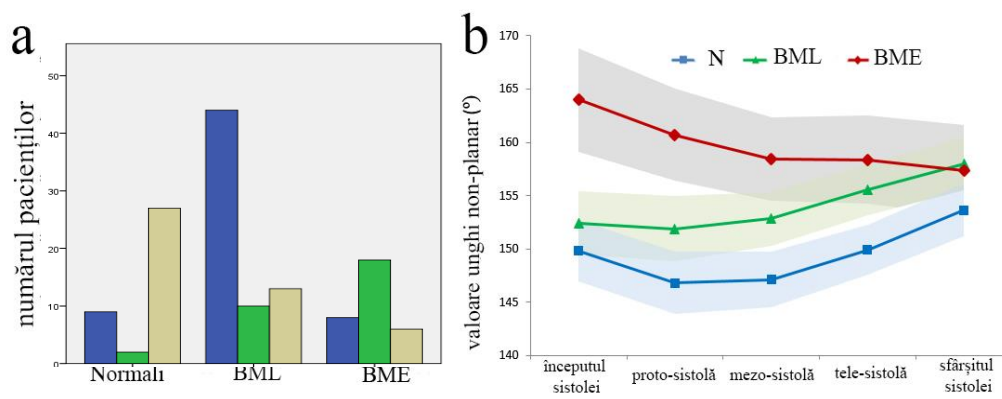 a
numărul pacienților
50
40
30
20
10
0
Normali
BML
BME
b
valoare unghi non-planar (º)
170
165
160
155
150
145
140
N
BML
BME
începutul
sistolei
proto-sistolă
mezo-sistolă
tele-sistolă
sfârșitul
sistolei